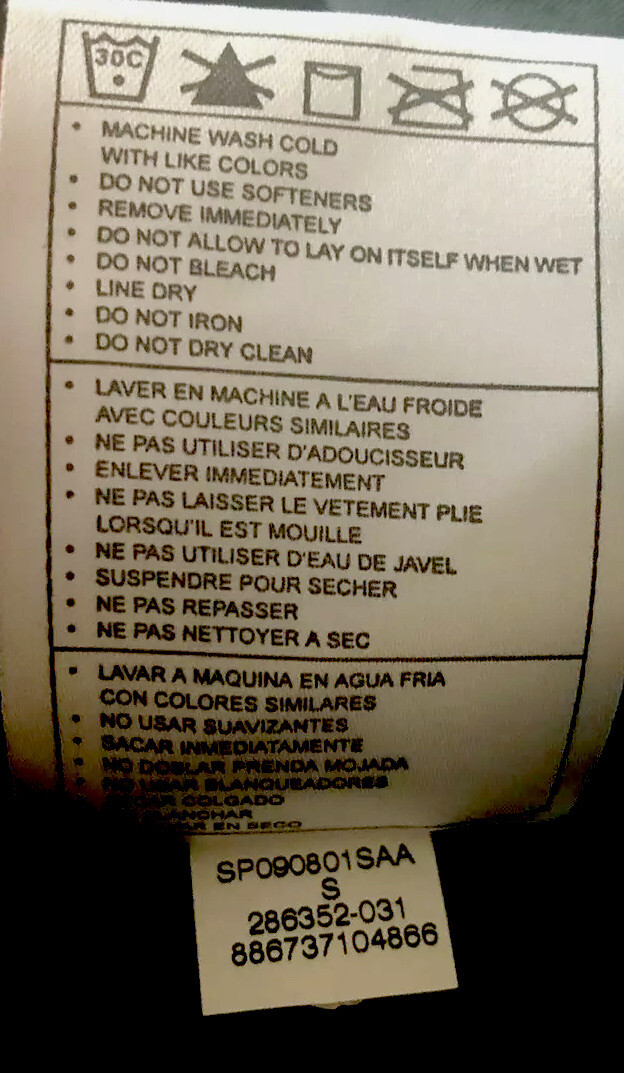 30C
• MACHINE WASH COLD
WITH LIKE COLORS
• DO NOT USE SOFTENERS
• REMOVE IMMEDIATELY
• DO NOT ALLOW TO LAY ON ITSELF WHEN WET
• DO NOT BLEACH
• LINE DRY
• DO NOT IRON
• DO NOT DRY CLEAN
• LAVER EN MACHINE A L'EAU FROIDE
AVEC COULEURS SIMILAIRES
• NE PAS UTILISER D'ADOUCISSEUR
• ENLEVER IMMEDIATEMENT
• NE PAS LAISSER LE VETEMENT PLIE
LORSQU'IL EST MOUILLE
• NE PAS UTILISER D'EAU DE JAVEL
• SUSPENDRE POUR SECHER
• NE PAS REPASSER
• NE PAS NETTOYER A SEC
• LAVAR A MAQUINA EN AGUA FRIA
CON COLORES SIMILARES
• NO USAR SUAVIZANTES
• SACAR INMEDIATAMENTE
• NO DOBLAR PRENDA MOJADA
• NO USAR BLANQUEADORES
COLGADO
EN SECO
SP090801SAA
S
286352-031
886737104866